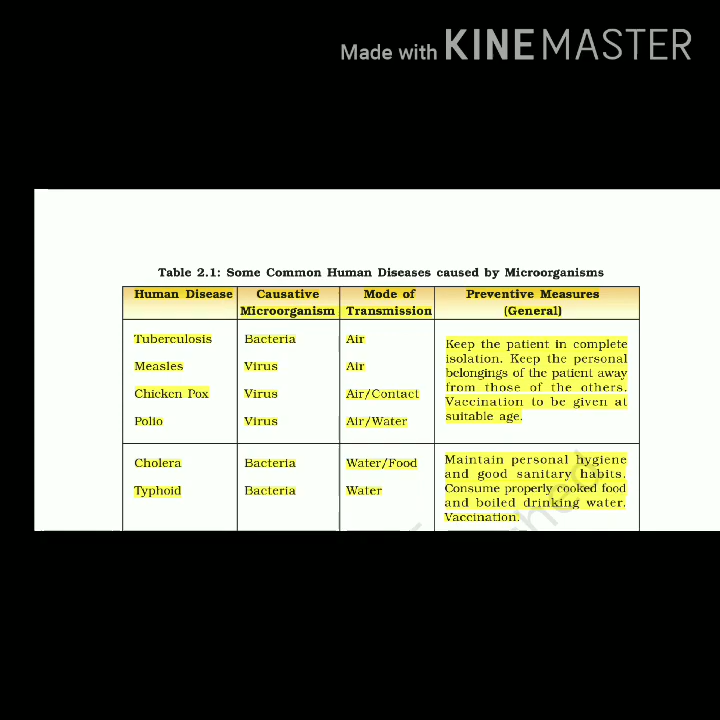 Made with KINEMASTER
Table 2.1: Some Common Human Diseases caused by Microorganisms
Human Disease Causative Microorganism Mode of Transmission Preventive Measures (General)
Tuberculosis Bacteria Air
Measles Virus Air
Chicken Pox Virus Air/Contact
Polio Virus Air/Water
Keep the patient in complete
isolation. Keep the personal
belongings of the patient away
from those of the others.
Vaccination to be given at
suitable age.
Cholera Bacteria Water/Food
Typhoid Bacteria Water
Maintain personal hygiene
and good sanitary habits.
Consume properly cooked food
and boiled drinking water.
Vaccination.